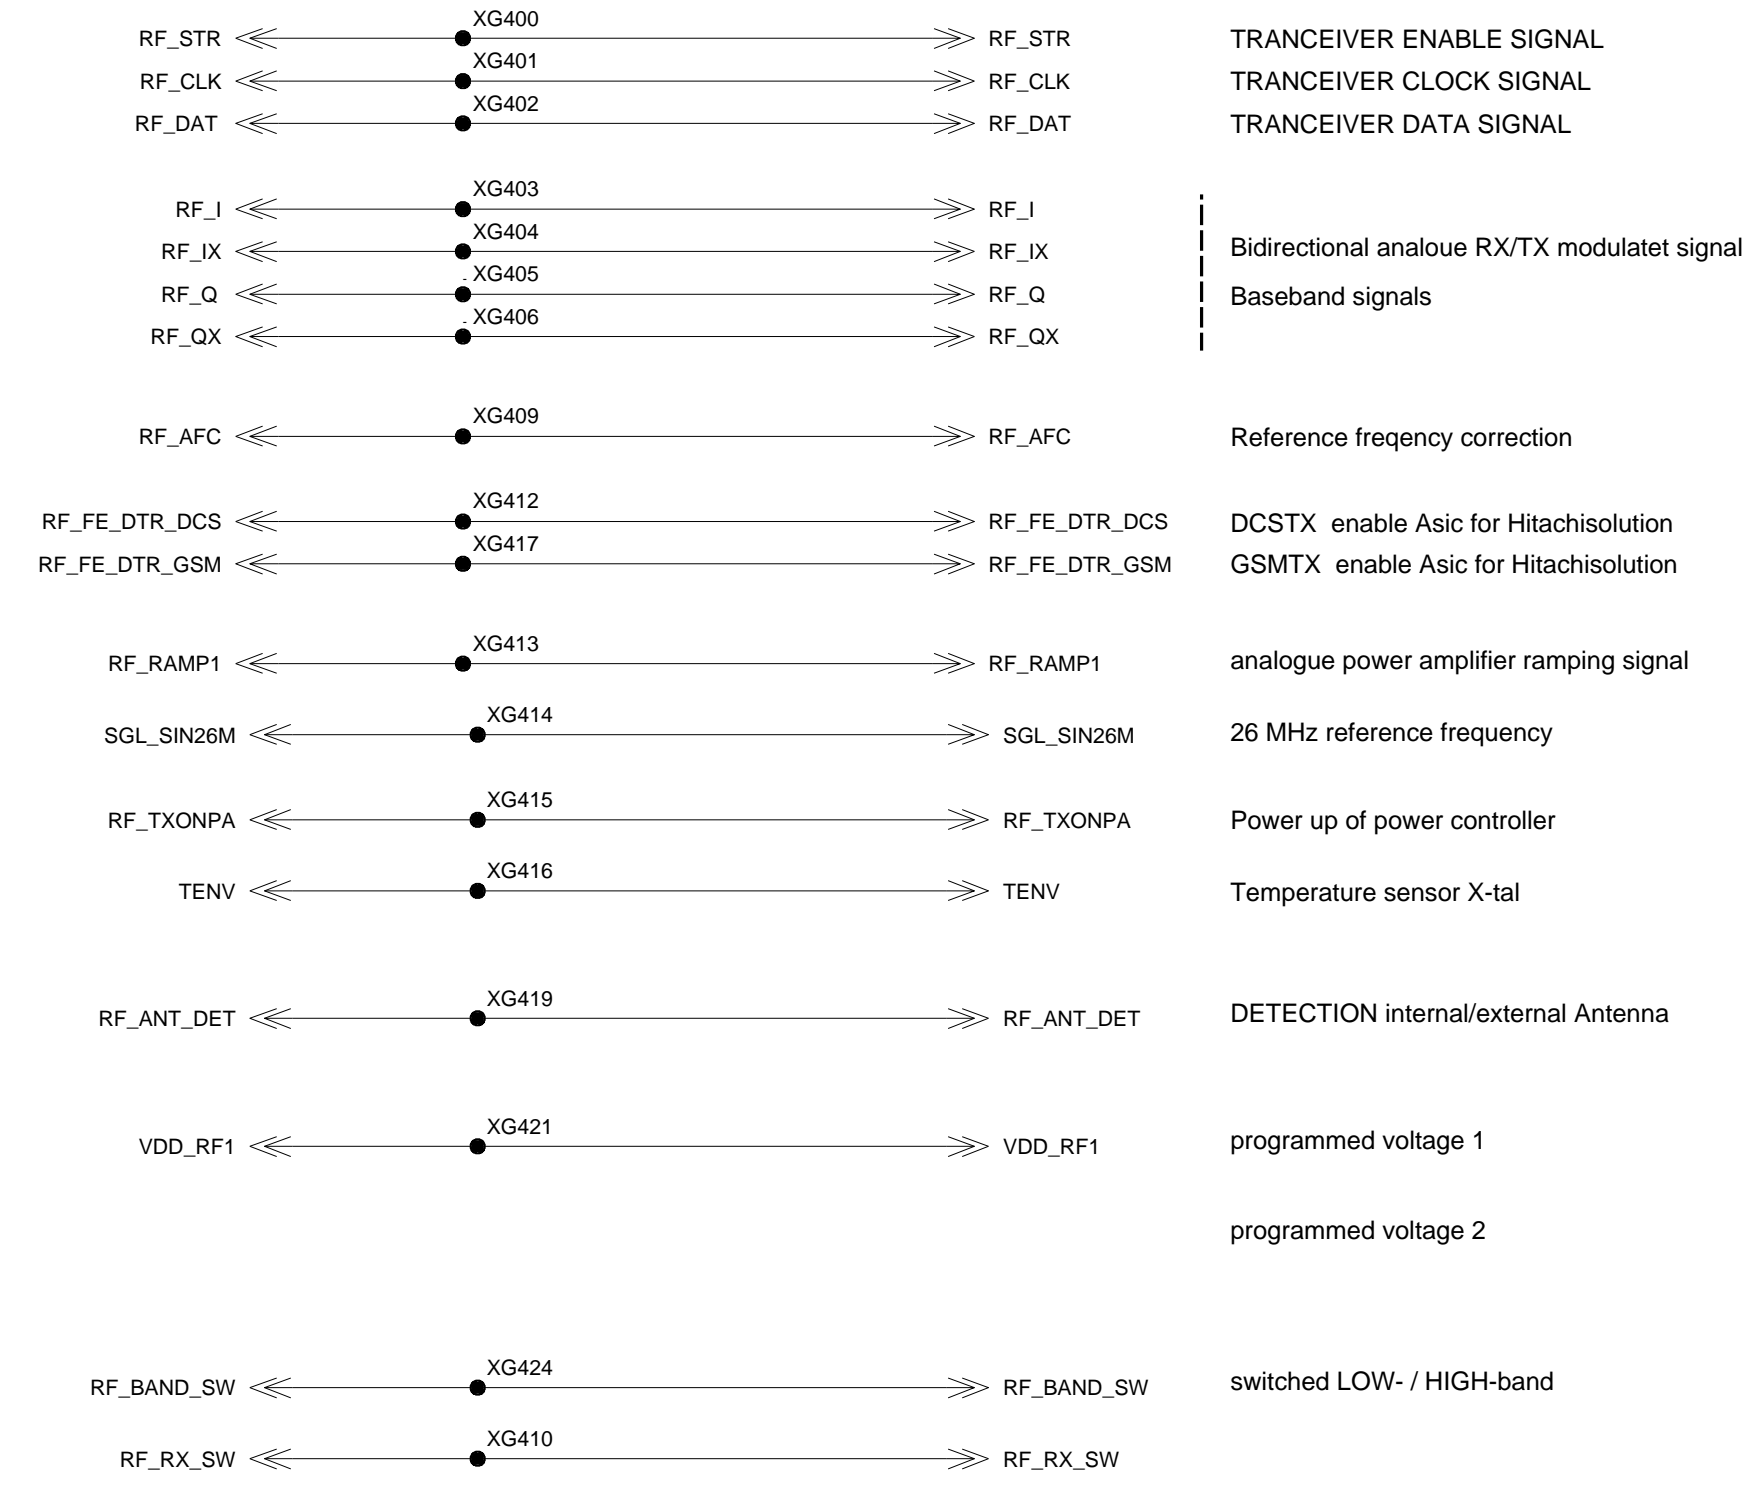 XG400
RF_STR RF_STR TRANCEIVER ENABLE SIGNAL
XG401
RF_CLK RF_CLK TRANCEIVER CLOCK SIGNAL
XG402
RF_DAT RF_DAT TRANCEIVER DATA SIGNAL
XG403
RF_I RF_I
XG404
RF_IX RF_IX Bidirectional analoue RX/TX modulatet signal
XG405
RF_Q RF_Q Baseband signals
XG406
RF_QX RF_QX
XG409
RF_AFC RF_AFC Reference freqency correction
XG412
RF_FE_DTR_DCS RF_FE_DTR_DCS DCSTX enable Asic for Hitachisolution
XG417
RF_FE_DTR_GSM RF_FE_DTR_GSM GSMTX enable Asic for Hitachisolution
XG413
RF_RAMP1 RF_RAMP1 analogue power amplifier ramping signal
XG414
SGL_SIN26M SGL_SIN26M 26 MHz reference frequency
XG415
RF_TXONPA RF_TXONPA Power up of power controller
XG416
TENV TENV Temperature sensor X-tal
XG419
RF_ANT_DET RF_ANT_DET DETECTION internal/external Antenna
XG421
VDD_RF1 VDD_RF1 programmed voltage 1
programmed voltage 2
XG424
RF_BAND_SW RF_BAND_SW switched LOW- / HIGH-band
XG410
RF_RX_SW RF_RX_SW